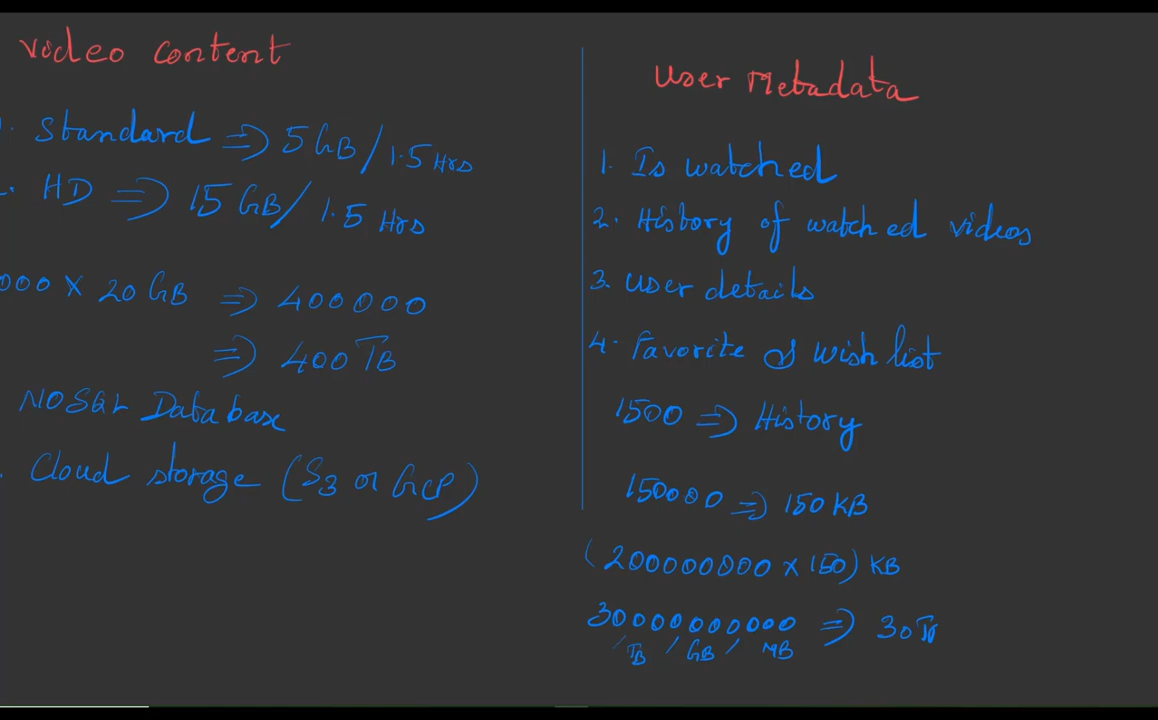 Video Content
. Standard => 5 GB / 1.5 Hrs
. HD => 15 GB / 1.5 Hrs
000 X 20 GB => 400000
=> 400 TB
NOSQL Database
. Cloud storage (S3 or GCP)
User Metadata
1. Is watched
2. History of watched videos
3. User details
4. Favorite & wish list
1500 => History
150000 => 150 KB
(200000000 x 150) KB
30000000000 => 30 TB
/ TB / GB / MB